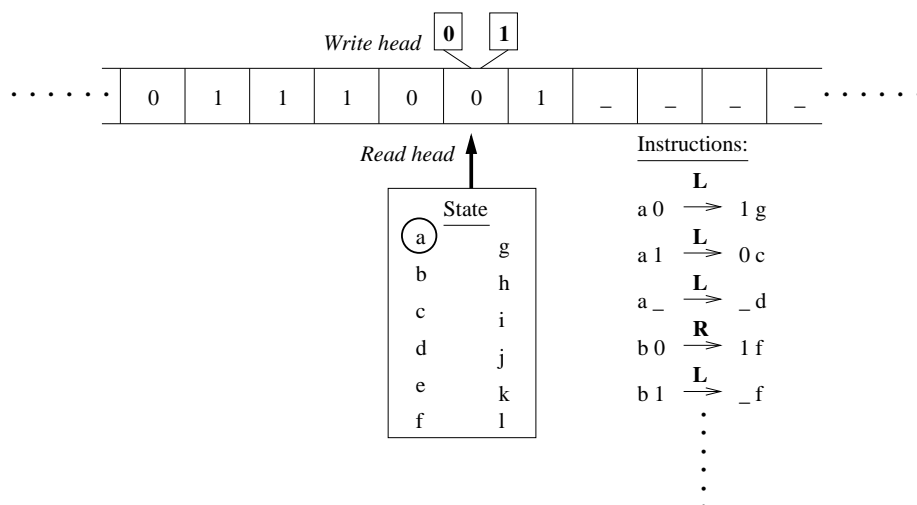 Write head 0 1
0 1 1 1 0 0 1 _ _ _ _
Read head
State
a
b
c
d
e
f
g
h
i
j
k
l
Instructions:
L
a 0 1 g
L
a 1 0 c
L
a _ _ d
R
b 0 1 f
L
b 1 _ f